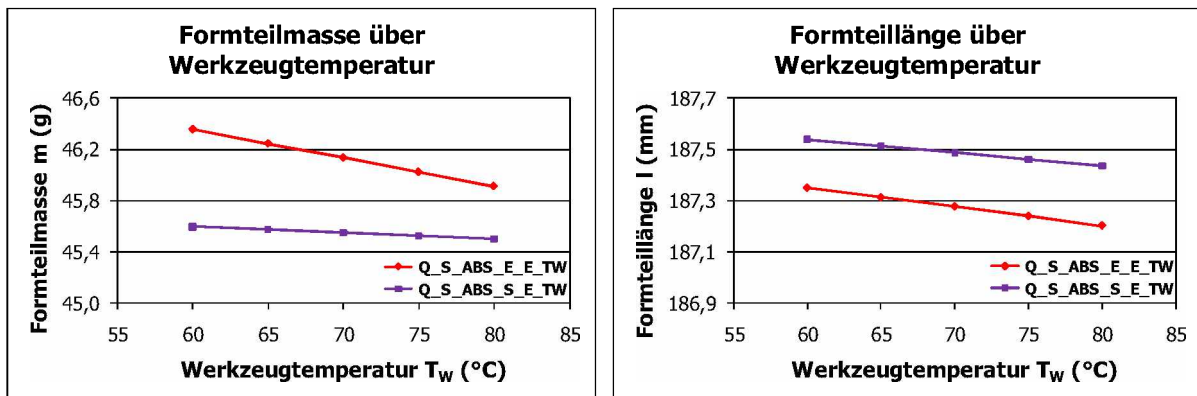 Formteilmasse über
Werkzeugtemperatur
Formteilmasse m (g)
46,6
46,2
45,8
45,4
45,0
55 60 65 70 75 80 85
Q_S_ABS_E_E_TW
Q_S_ABS_S_E_TW
Werkzeugtemperatur TW (°C)
Formteillänge über
Werkzeugtemperatur
Formteillänge l (mm)
187,7
187,5
187,3
187,1
186,9
55 60 65 70 75 80 85
Q_S_ABS_E_E_TW
Q_S_ABS_S_E_TW
Werkzeugtemperatur TW (°C)